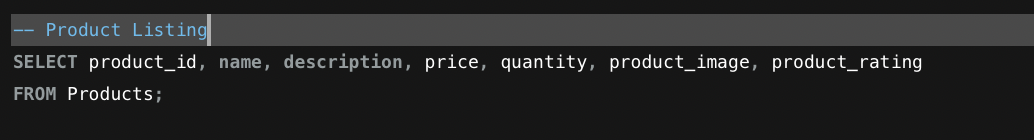 -- Product Listing
SELECT product_id, name, description, price, quantity, product_image, product_rating
FROM Products;